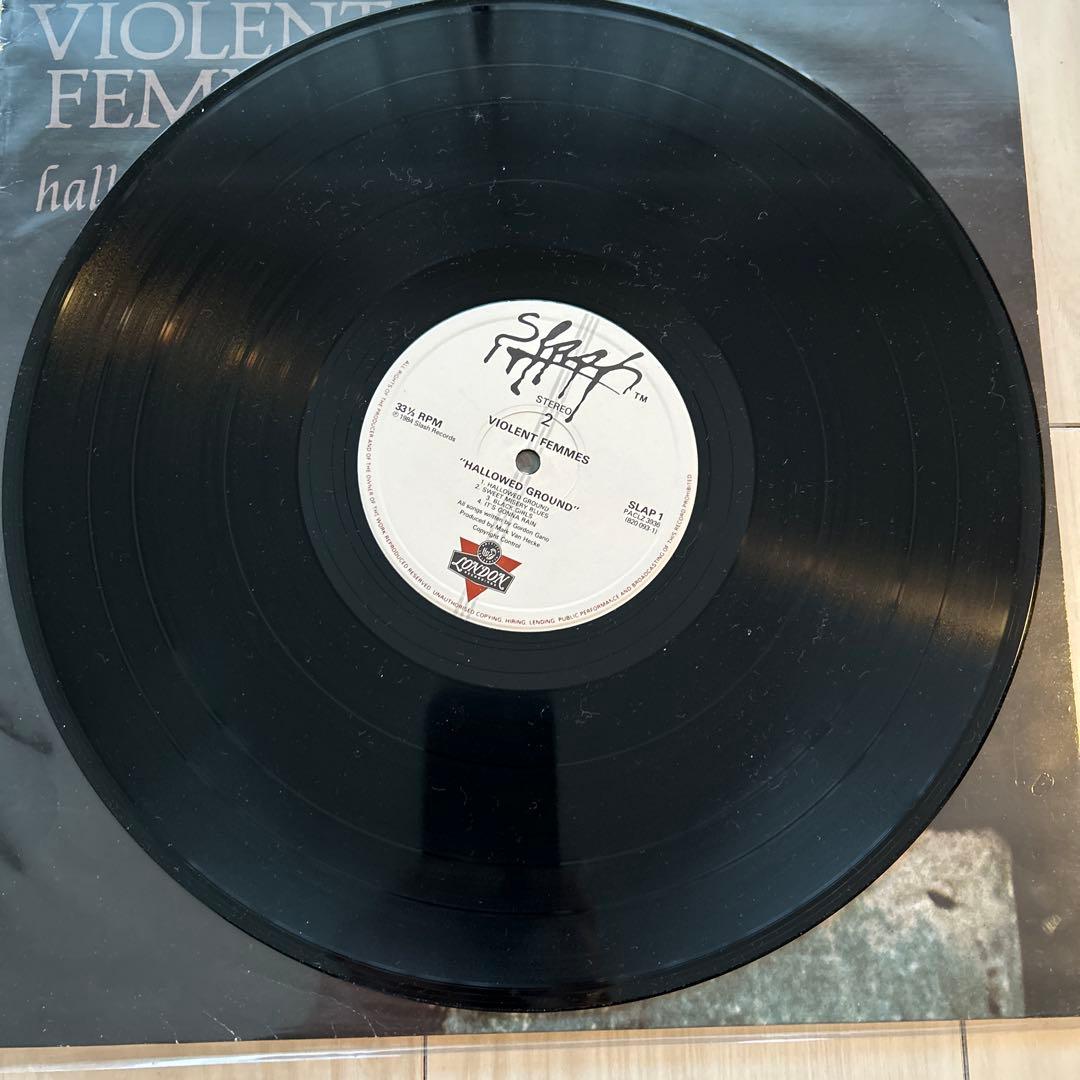 VIOLENT
FEM
hall
Slash TM
STEREO
2
33⅓ RPM
℗ 1984 Slash Records
VIOLENT FEMMES
"HALLOWED GROUND"
1. HALLOWED GROUND
2. SWEET MISERY BLUES
3. BLACK GIRLS
4. IT'S GONNA RAIN
All songs written by Gordon Gano
Produced by Mark Van Hecke
Copyright Control
SLAP 1
PACLZ 3936
(820 093-1)
LONDON
ALL RIGHTS OF THE PRODUCER AND OF THE OWNER OF THE WORK REPRODUCED RESERVED. UNAUTHORISED COPYING, HIRING, LENDING, PUBLIC PERFORMANCE AND BROADCASTING OF THIS RECORD PROHIBITED